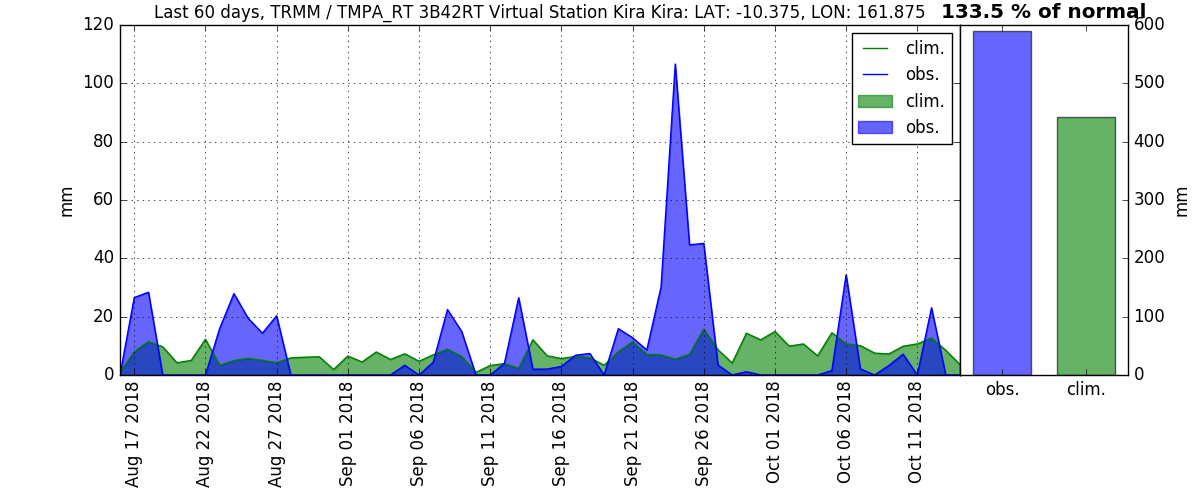 Last 60 days, TRMM / TMPA_RT 3B42RT Virtual Station Kira Kira: LAT: -10.375, LON: 161.875
133.5 % of normal
120
100
80
60
40
20
0
mm
clim.
obs.
clim.
obs.
Aug 17 2018
Aug 22 2018
Aug 27 2018
Sep 01 2018
Sep 06 2018
Sep 11 2018
Sep 16 2018
Sep 21 2018
Sep 26 2018
Oct 01 2018
Oct 06 2018
Oct 11 2018
600
500
400
300
200
100
0
mm
obs.
clim.